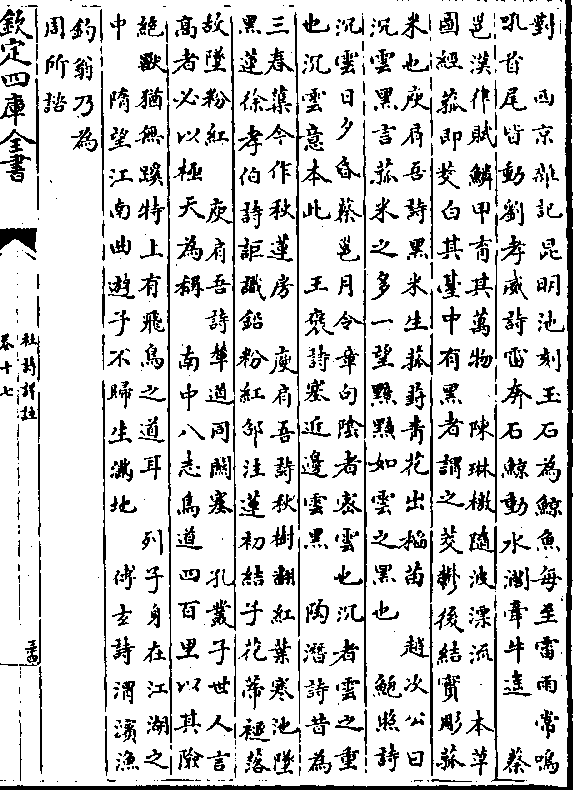 對　西京雜記昆明池刻玉石為鯨魚每至雷雨常鳴
吼首尾皆動劉孝威詩雷奔石鯨動水濶牽牛遥　蔡
邕漢津賦鱗甲育其萬物　陳琳檄隨波漂流　本草
圖經菰即茭白其臺中有黑者謂之茭欝後結實彫菰
米也庾肩吾詩黑米生菰葑青花出稻苗　趙次公曰
沉雲黑言菰米之多一望黯黯如雲之黑也　鮑照詩
沉雲日夕昏蔡邕月令章句陰者密雲也沉者雲之重
也沉雲意本此　王褒詩塞近邊雲黑　陶潛詩昔為
三春蕖今作秋蓮房　庾肩吾詩秋樹翻紅葉寒池墜
黑蓮徐孝伯詩詎識鉛粉紅邵注蓮初結子花蒂褪落
故墜粉紅　庾肩吾詩輦道同關塞　孔叢子世人言
高者必以極天為稱　南中八志鳥道四百里以其險
絶獸猶無蹊特上有飛鳥之道耳　列子身在江湖之
中　隋望江南曲遊子不歸生滿地　傅玄詩渭濱漁
釣翁乃為
周所諮
欽定四庫全書
杜詩詳註
卷十七